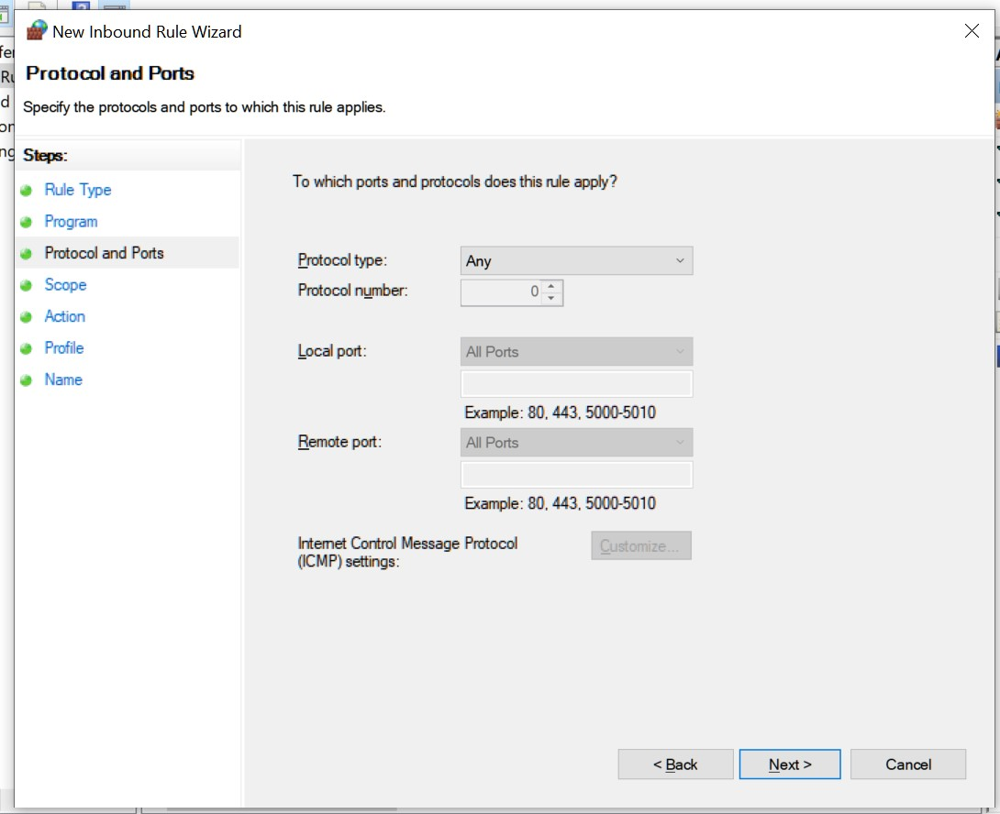 New Inbound Rule Wizard
Protocol and Ports
Specify the protocols and ports to which this rule applies.
Steps:
Rule Type
Program
Protocol and Ports
Scope
Action
Profile
Name
To which ports and protocols does this rule apply?
Protocol type: Any
Protocol number: 0
Local port: All Ports
Example: 80, 443, 5000-5010
Remote port: All Ports
Example: 80, 443, 5000-5010
Internet Control Message Protocol
(ICMP) settings: Customize...
< Back Next > Cancel